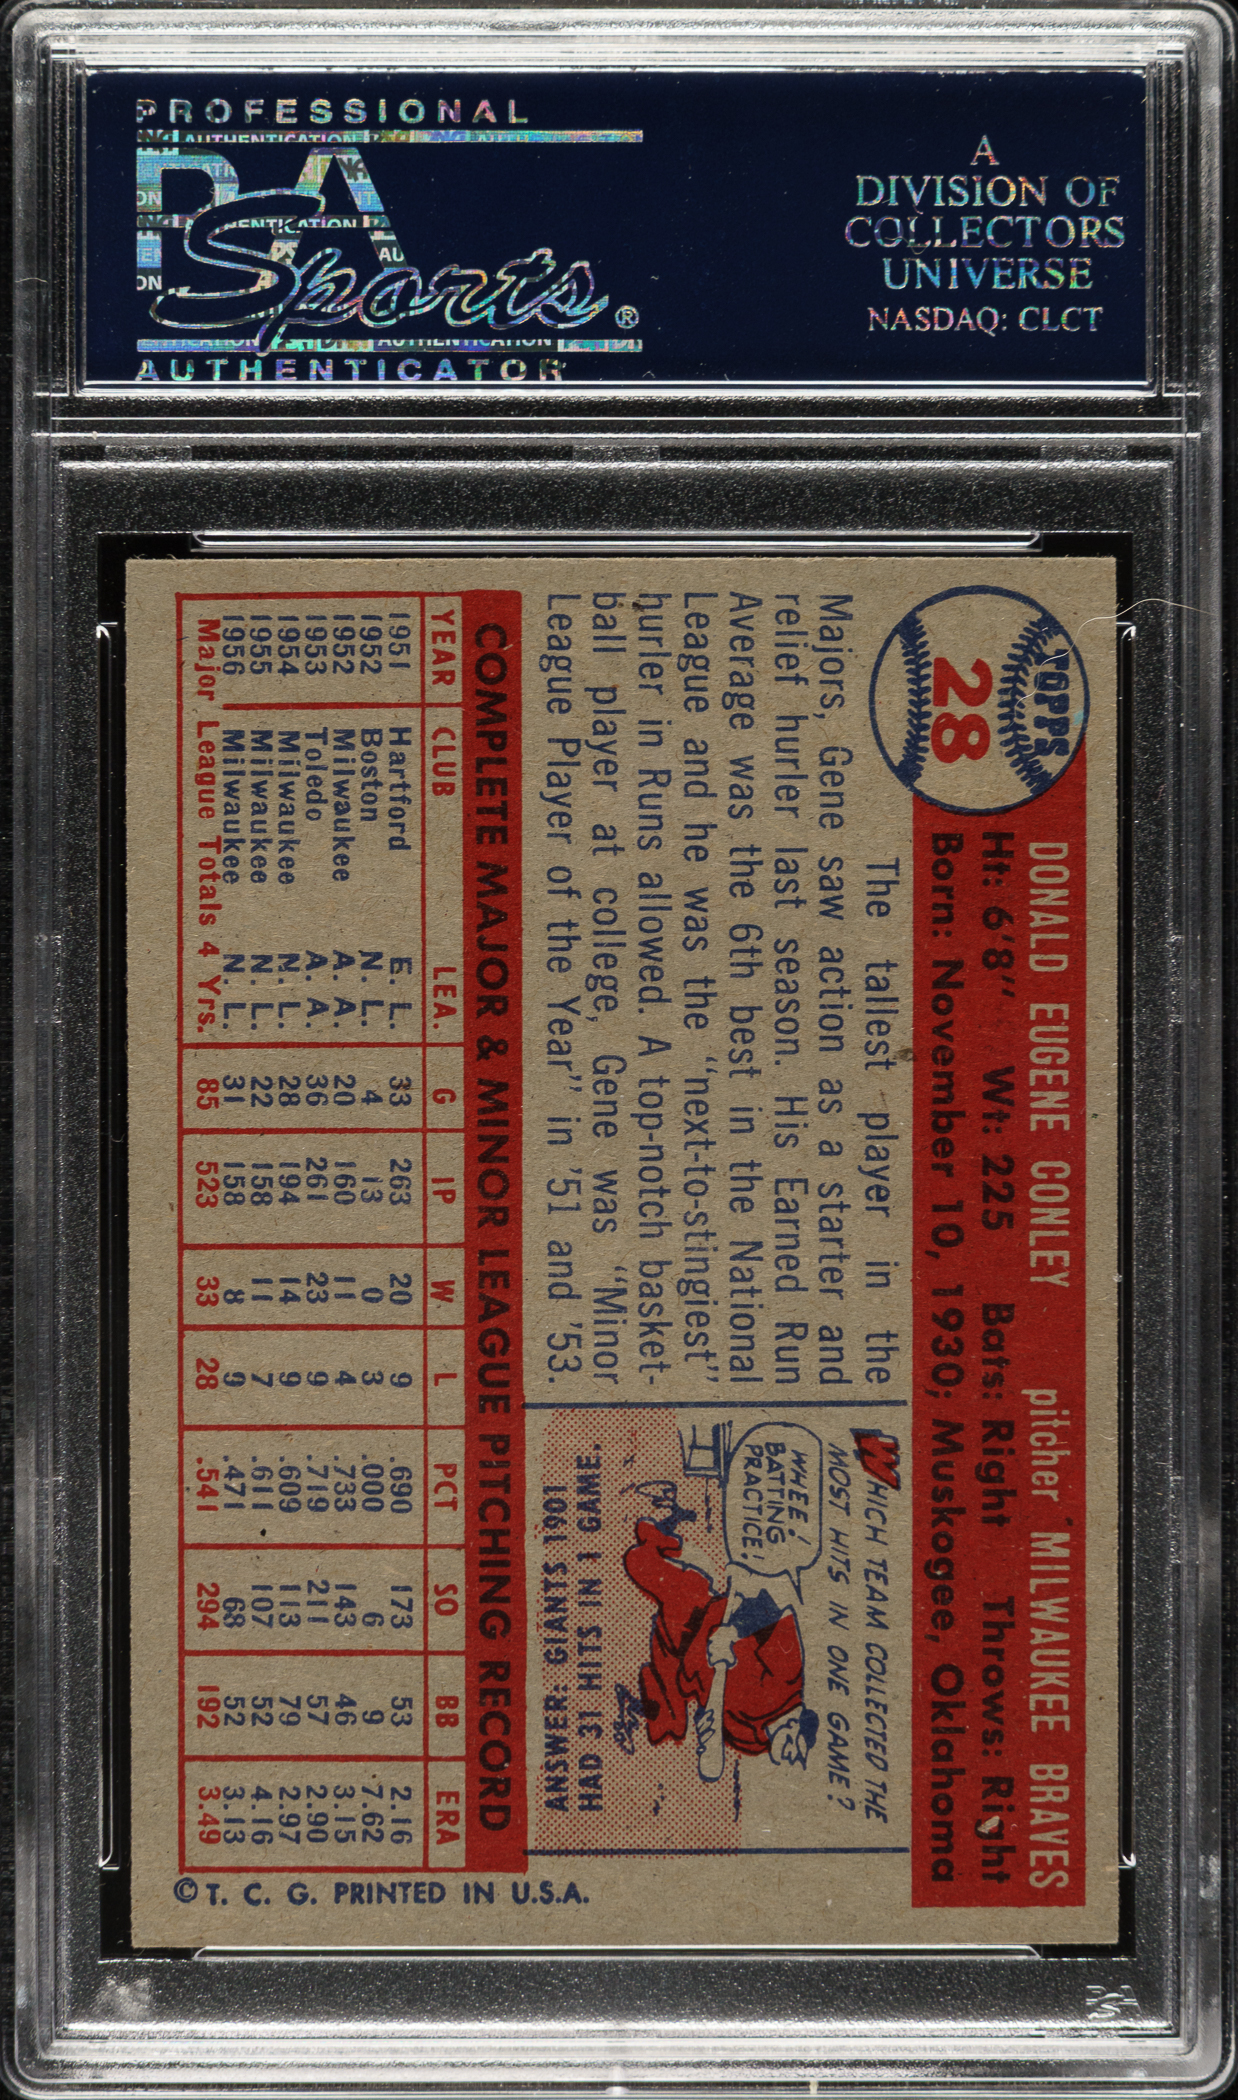 PROFESSIONAL
PSA
Sports®
AUTHENTICATOR
A
DIVISION OF
COLLECTORS
UNIVERSE
NASDAQ: CLCT
TOPPS
28
DONALD EUGENE CONLEY pitcher MILWAUKEE BRAVES
Ht: 6'8" Wt: 225 Bats: Right Throws: Right
Born: November 10, 1930; Muskogee, Oklahoma
The tallest player in the
Majors, Gene saw action as a starter and
relief hurler last season. His Earned Run
Average was the 6th best in the National
League and he was the "next-to-stingiest"
hurler in Runs allowed. A top-notch basket-
ball player at college, Gene was "Minor
League Player of the Year" in '51 and '53.
WHICH TEAM COLLECTED THE
MOST HITS IN ONE GAME?
WHEE!
BATTING
PRACTICE!
ANSWER: GIANTS 1901
HAD 31 HITS IN 1 GAME.
COMPLETE MAJOR & MINOR LEAGUE PITCHING RECORD
YEAR CLUB LEA. G IP W L PCT SO BB ERA
1951 Hartford E. L. 33 263 20 9 .690 173 53 2.16
1952 Boston N. L. 4 13 0 3 .000 6 9 7.62
1952 Milwaukee A. A. 20 160 11 4 .733 143 46 3.15
1953 Toledo A. A. 36 261 23 9 .719 211 57 2.90
1954 Milwaukee N. L. 28 194 14 9 .609 113 79 2.97
1955 Milwaukee N. L. 22 158 11 7 .611 107 52 4.16
1956 Milwaukee N. L. 31 158 8 9 .471 68 52 3.13
Major League Totals 4 Yrs. 85 523 33 28 .541 294 192 3.49
© T. C. G. PRINTED IN U.S.A.
PSA